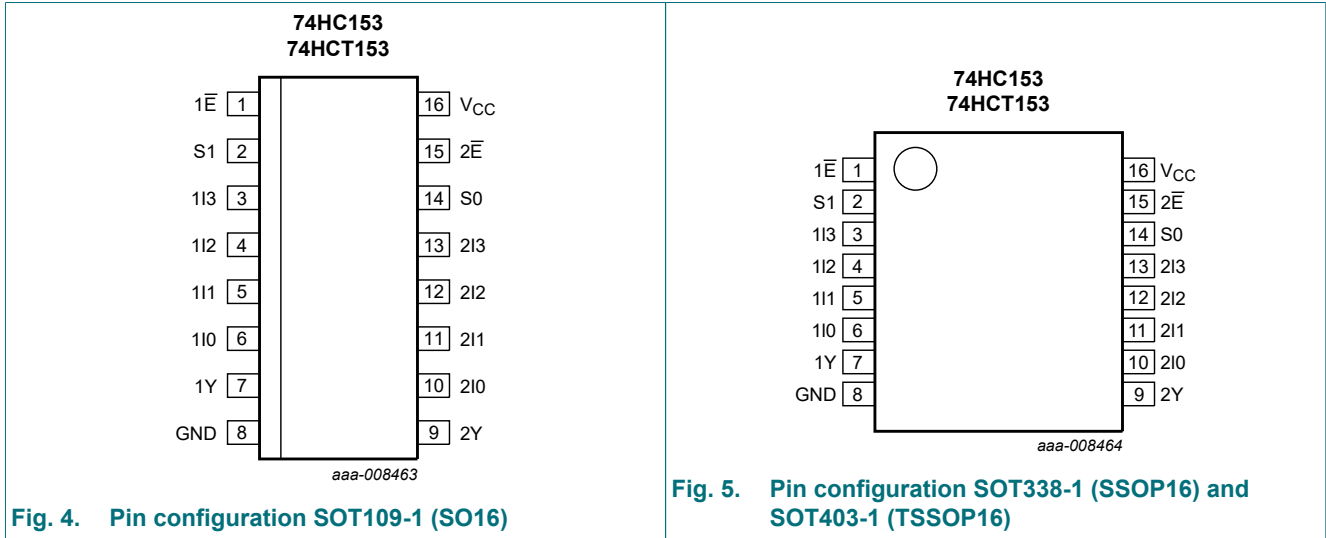 74HC153
74HCT153
1E̅ 1 16 VCC
S1 2 15 2E̅
1I3 3 14 S0
1I2 4 13 2I3
1I1 5 12 2I2
1I0 6 11 2I1
1Y 7 10 2I0
GND 8 9 2Y
aaa-008463
Fig. 4. Pin configuration SOT109-1 (SO16)
74HC153
74HCT153
1E̅ 1 16 VCC
S1 2 15 2E̅
1I3 3 14 S0
1I2 4 13 2I3
1I1 5 12 2I2
1I0 6 11 2I1
1Y 7 10 2I0
GND 8 9 2Y
aaa-008464
Fig. 5. Pin configuration SOT338-1 (SSOP16) and
SOT403-1 (TSSOP16)